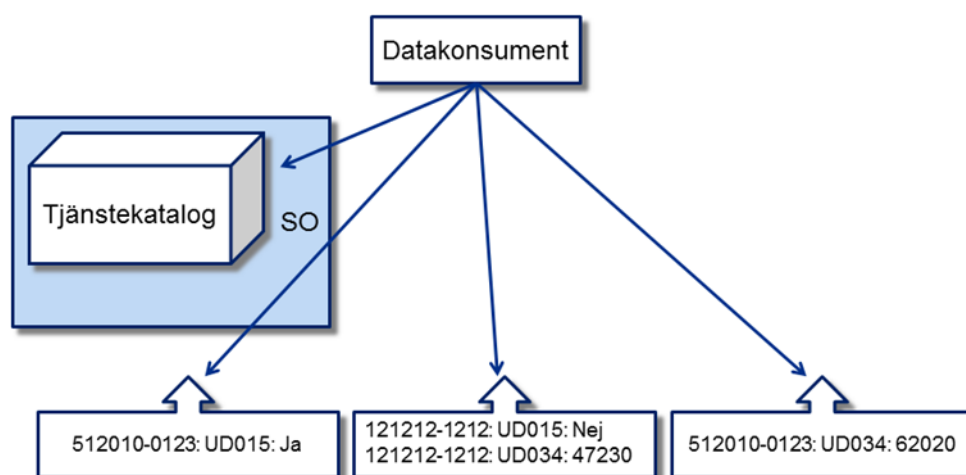 Datakonsument
Tjänstekatalog
SO
512010-0123: UD015: Ja
121212-1212: UD015: Nej
121212-1212: UD034: 47230
512010-0123: UD034: 62020